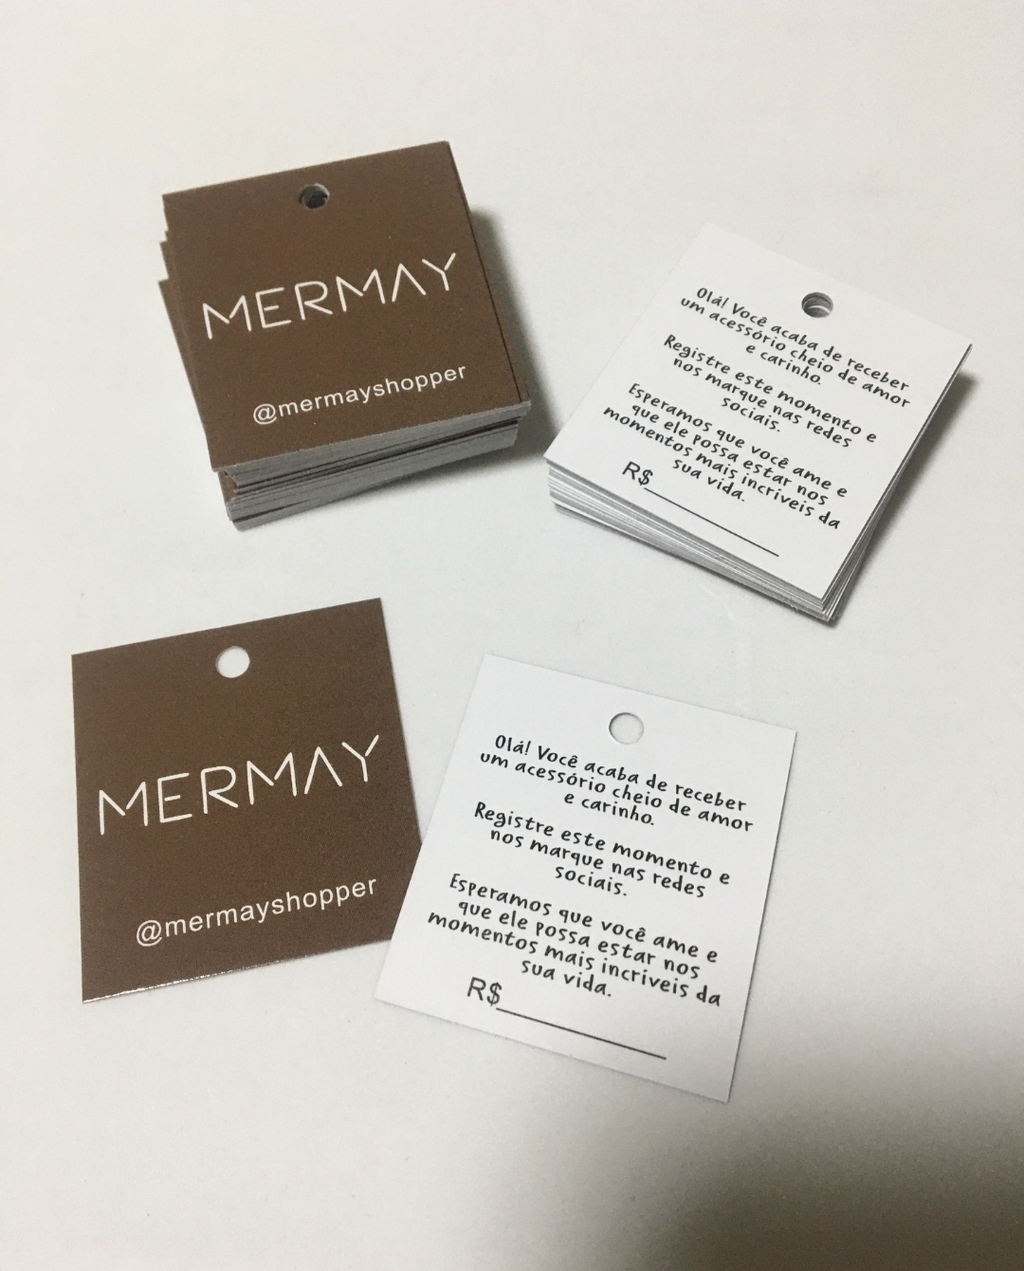 MERMAY
@mermayshopper
Olá! Você acaba de receber
um acessório cheio de amor
e carinho.
Registre este momento e
nos marque nas redes
sociais.
Esperamos que você ame e
que ele possa estar nos
momentos mais incriveis da
sua vida.
R$
MERMAY
@mermayshopper
Olá! Você acaba de receber
um acessório cheio de amor
e carinho.
Registre este momento e
nos marque nas redes
sociais.
Esperamos que você ame e
que ele possa estar nos
momentos mais incriveis da
sua vida.
R$